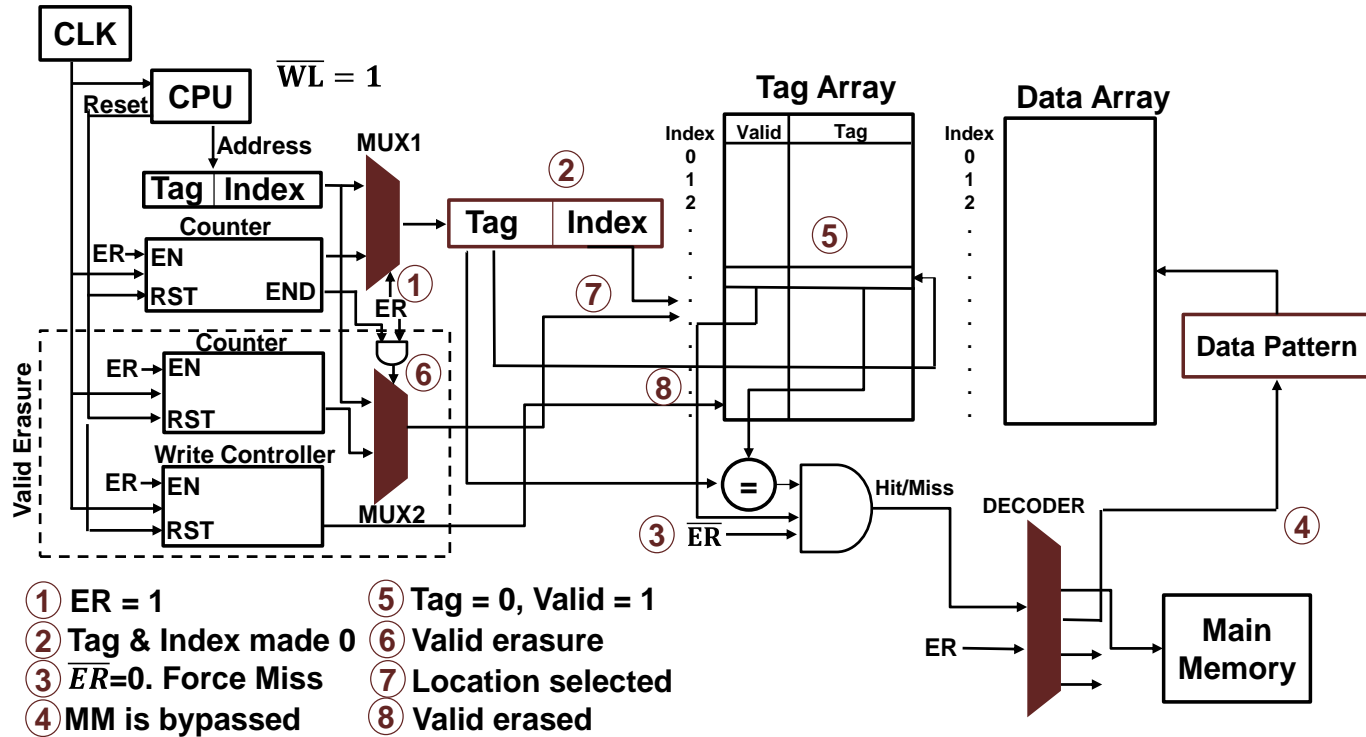 CLK
W̅L̅ = 1
CPU
Reset
Address
Tag Index
MUX1
Counter
ER
EN
RST
END
ER
1
2
Tag Index
7
Valid Erasure
Counter
ER
EN
RST
6
Write Controller
ER
EN
RST
MUX2
8
Tag Array
Index
Valid Tag
0
1
2
.
.
.
.
.
.
.
5
Data Array
Index
0
1
2
.
.
.
.
.
.
.
.
Data Pattern
4
=
3 E̅R̅
Hit/Miss
DECODER
ER
Main
Memory
1 ER = 1
2 Tag & Index made 0
3 E̅R̅=0. Force Miss
4 MM is bypassed
5 Tag = 0, Valid = 1
6 Valid erasure
7 Location selected
8 Valid erased